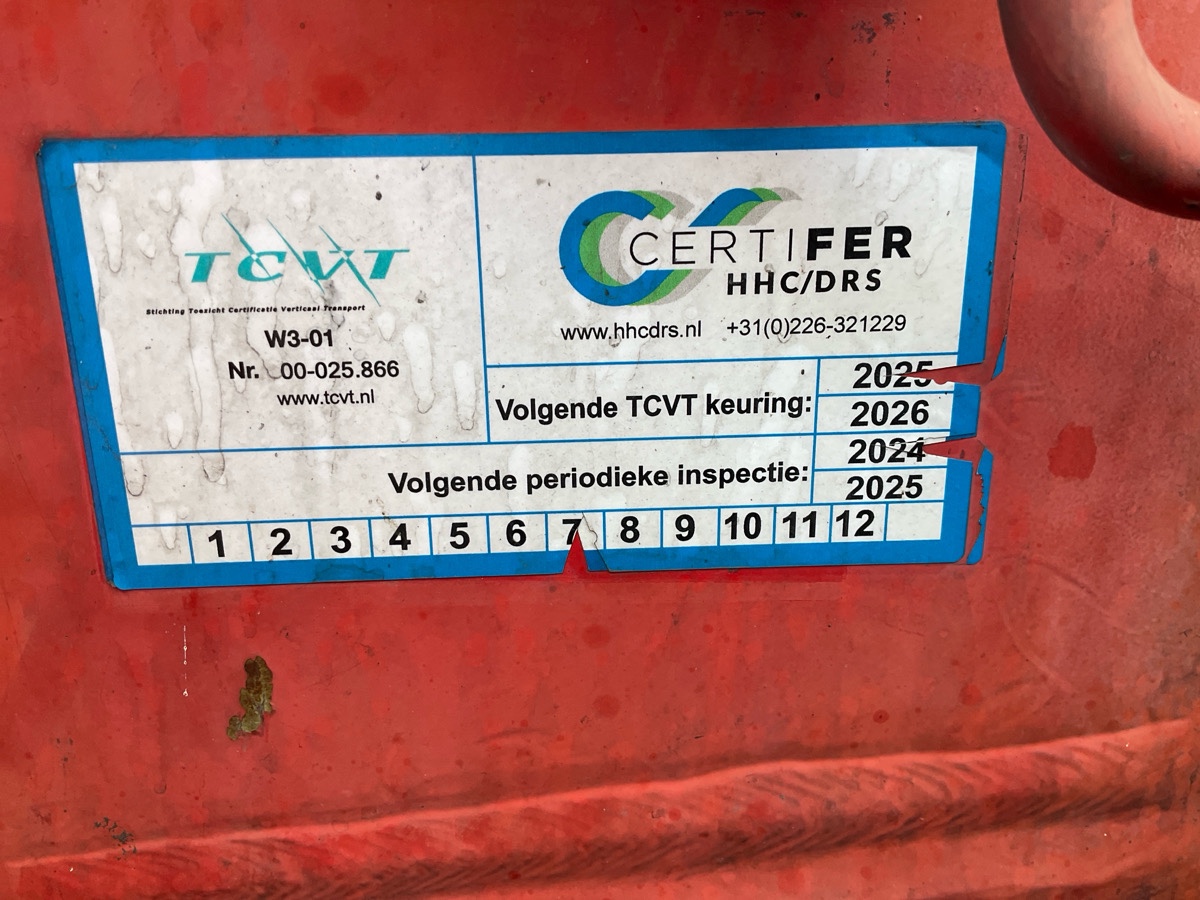 TCVT
Stichting Toezicht Certificatie Verticaal Transport
W3-01
Nr. 00-025.866
www.tcvt.nl
CERTIFER
HHC/DRS
www.hhcdrs.nl +31(0)226-321229
Volgende TCVT keuring:
2025
2026
Volgende periodieke inspectie:
2024
2025
1 2 3 4 5 6 7 8 9 10 11 12